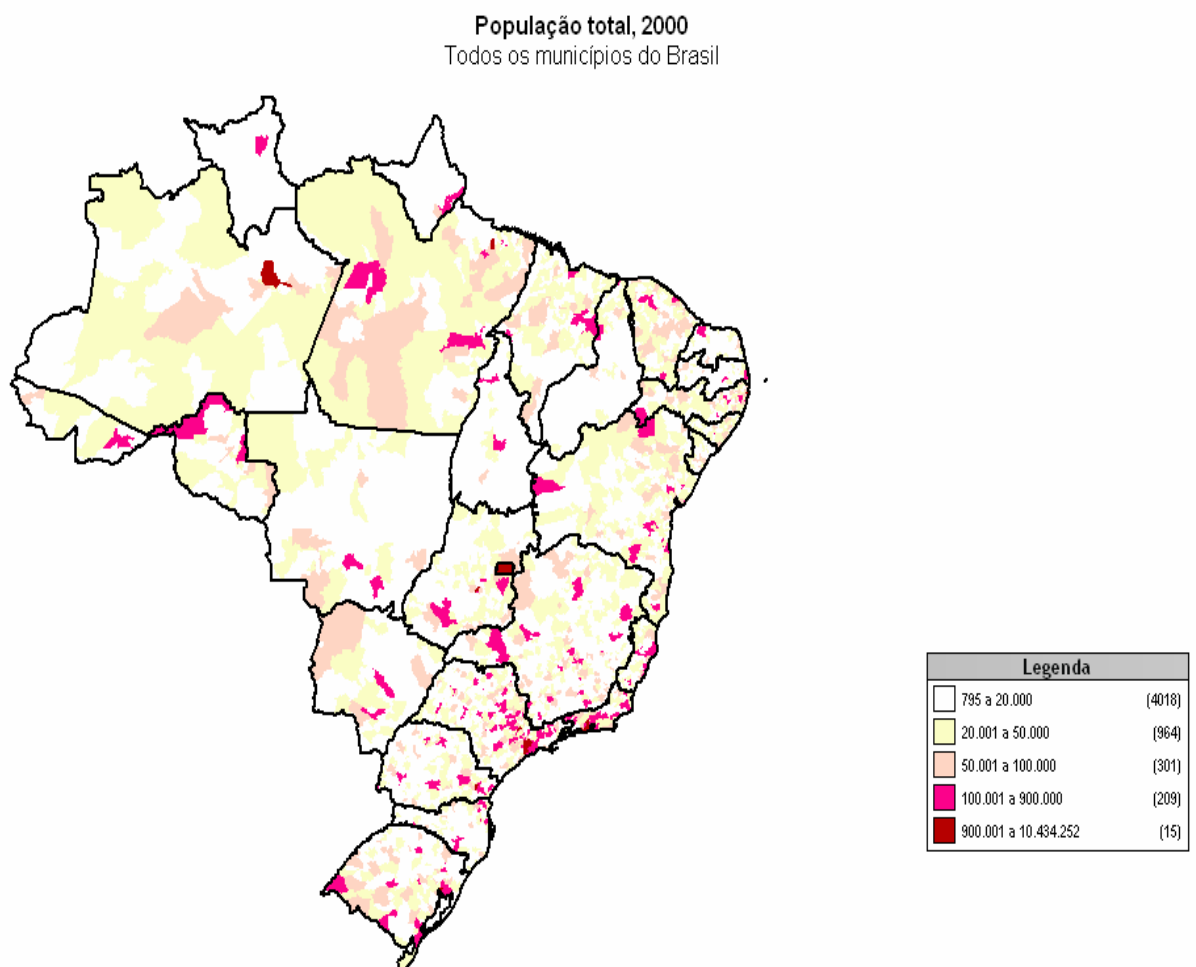 População total, 2000
Todos os municípios do Brasil
Legenda
795 a 20.000 (4018)
20.001 a 50.000 (964)
50.001 a 100.000 (301)
100.001 a 900.000 (209)
900.001 a 10.434.252 (15)